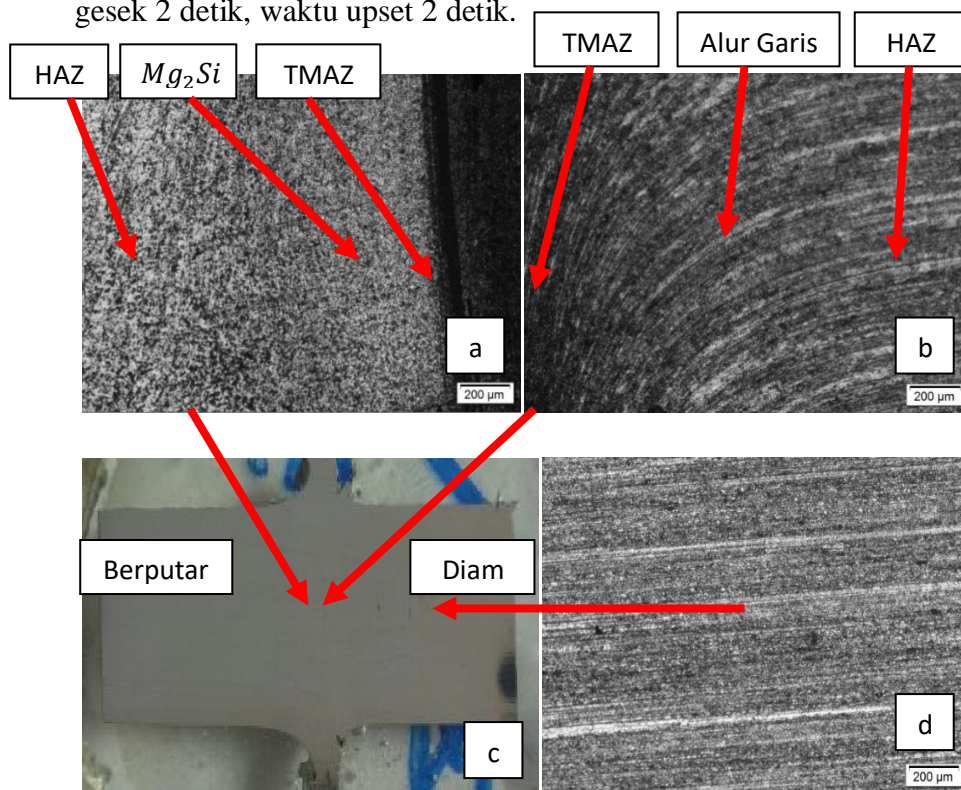 gesek 2 detik, waktu upset 2 detik.
HAZ
Mg₂Si
TMAZ
TMAZ
Alur Garis
HAZ
a
200 µm
b
200 µm
Berputar
Diam
c
d
200 µm